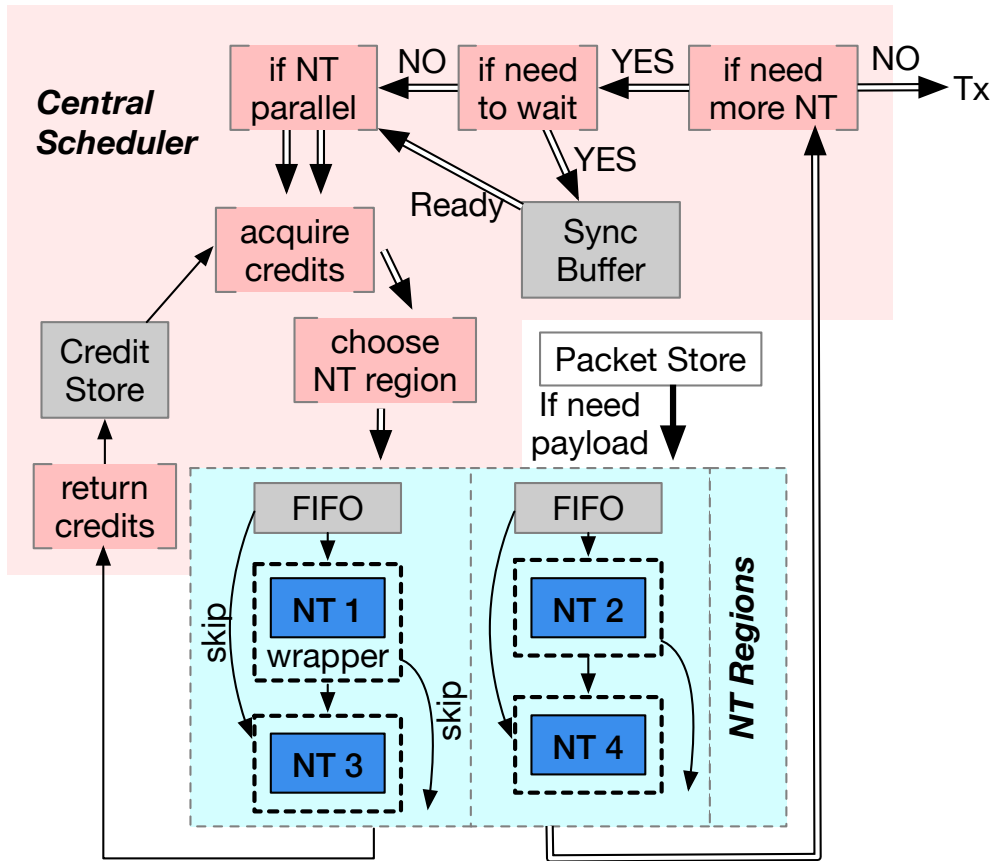 Central
Scheduler
if NT
parallel
NO
if need
to wait
YES
if need
more NT
NO
Tx
YES
Ready
Sync
Buffer
acquire
credits
Credit
Store
choose
NT region
Packet Store
If need
payload
return
credits
FIFO
skip
NT 1
wrapper
skip
NT 3
FIFO
NT 2
NT 4
NT Regions